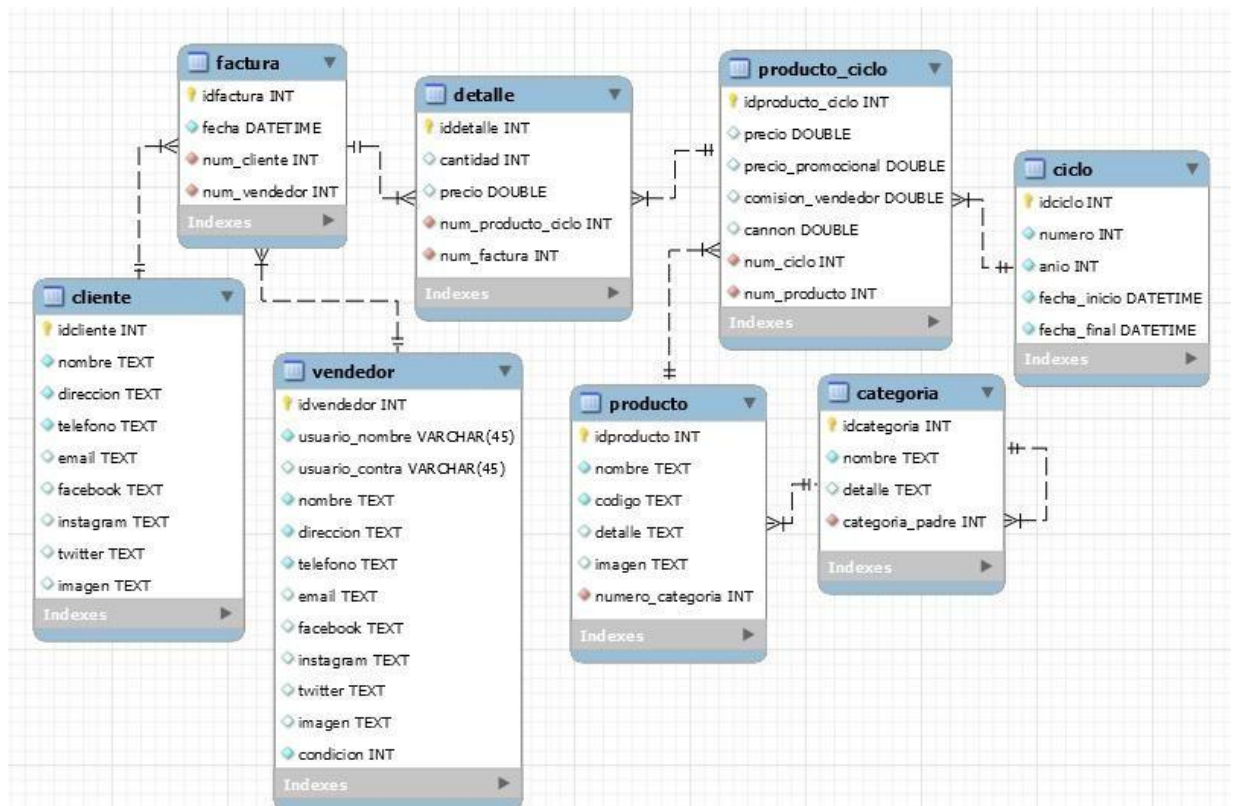 factura
idfactura INT
fecha DATETIME
num_cliente INT
num_vendedor INT
Indexes
detalle
iddetalle INT
cantidad INT
precio DOUBLE
num_producto_ciclo INT
num_factura INT
Indexes
producto_ciclo
idproducto_ciclo INT
precio DOUBLE
precio_promocional DOUBLE
comision_vendedor DOUBLE
cannon DOUBLE
num_ciclo INT
num_producto INT
Indexes
ciclo
idciclo INT
numero INT
anio INT
fecha_inicio DATETIME
fecha_final DATETIME
Indexes
cliente
idcliente INT
nombre TEXT
direccion TEXT
telefono TEXT
email TEXT
facebook TEXT
instagram TEXT
twitter TEXT
imagen TEXT
Indexes
vendedor
idvendedor INT
usuario_nombre VARCHAR(45)
usuario_contra VARCHAR(45)
nombre TEXT
direccion TEXT
telefono TEXT
email TEXT
facebook TEXT
instagram TEXT
twitter TEXT
imagen TEXT
condicion INT
Indexes
producto
idproducto INT
nombre TEXT
codigo TEXT
detalle TEXT
imagen TEXT
numero_categoria INT
Indexes
categoria
idcategoria INT
nombre TEXT
detalle TEXT
categoria_padre INT
Indexes